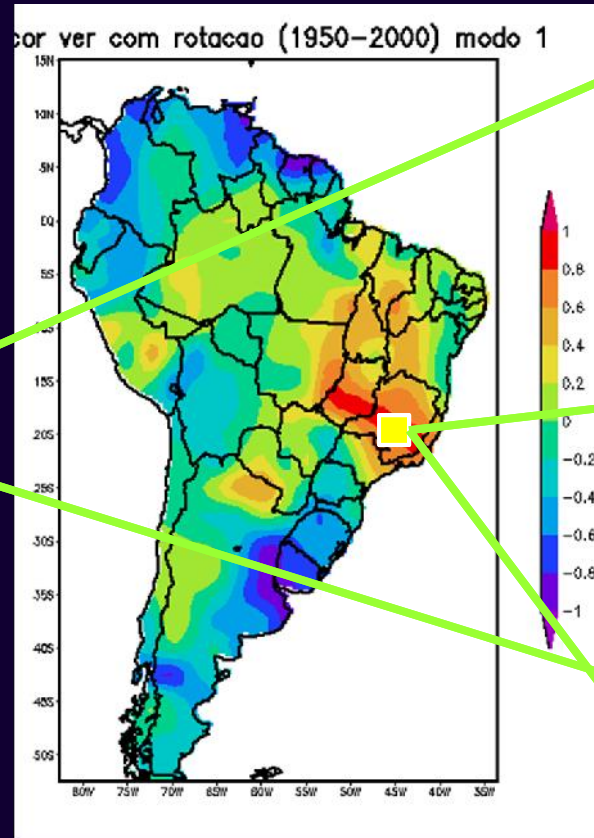 cor ver com rotacao (1950-2000) modo 1
15N
10N
5N
EQ
5S
10S
15S
20S
25S
30S
35S
40S
45S
50S
80W 75W 70W 65W 60W 55W 50W 45W 40W 35W
1
0.8
0.6
0.4
0.2
0
-0.2
-0.4
-0.6
-0.8
-1